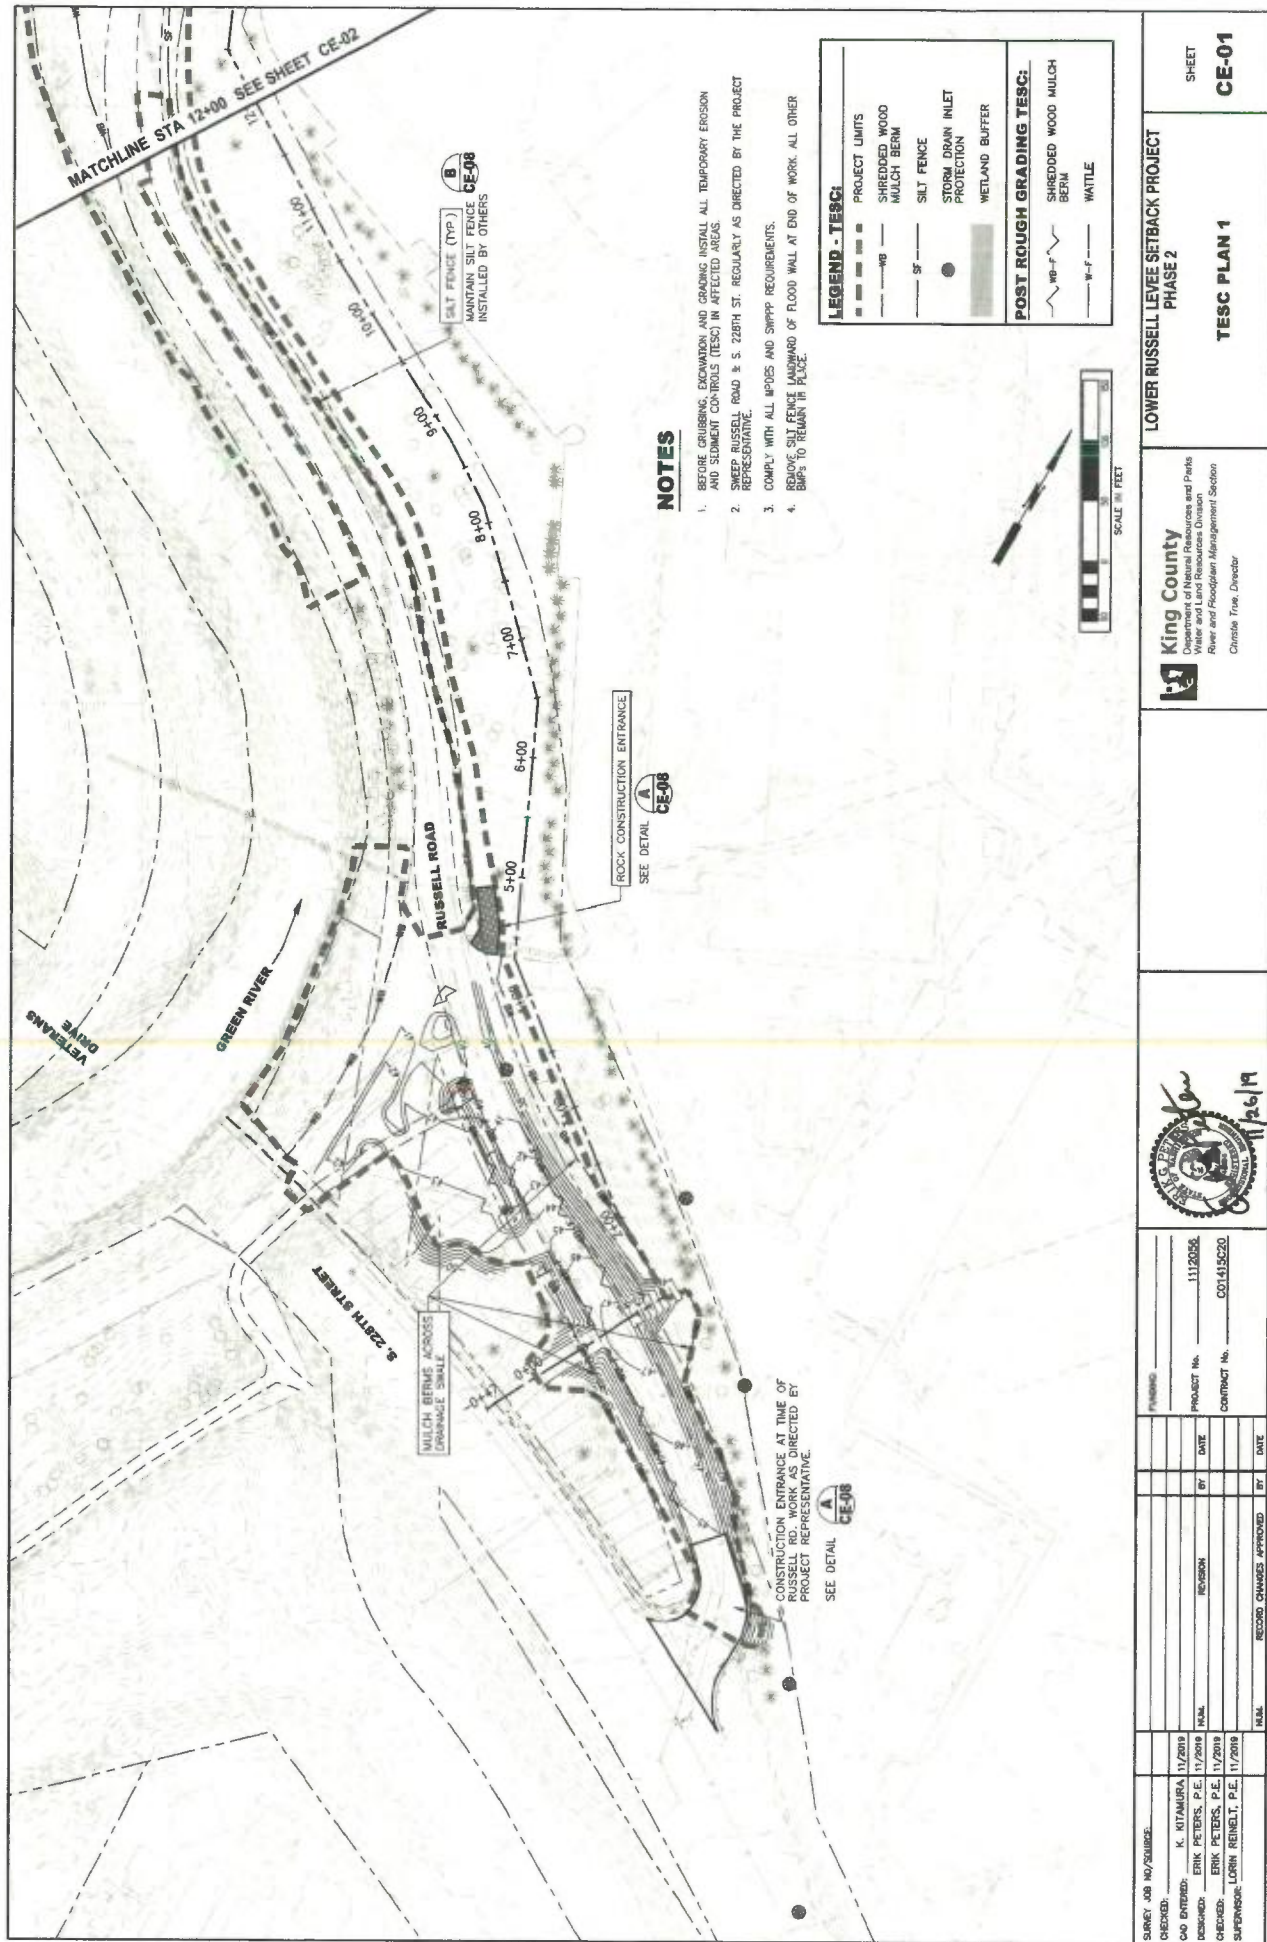 MATCHLINE STA 12+00 SEE SHEET CE-02
VETERANS
DRIVE
GREEN RIVER
RUSSELL ROAD
S. 228TH STREET
12
11+00
10+00
9+00
8+00
7+00
6+00
5+00
SILT FENCE (TYP.)
MAINTAIN SILT FENCE
INSTALLED BY OTHERS
B
CE-08
ROCK CONSTRUCTION ENTRANCE
SEE DETAIL
A
CE-08
MULCH BERMS ACROSS
DRAINAGE SWALE
CONSTRUCTION ENTRANCE AT TIME OF
RUSSELL RD. WORK AS DIRECTED BY
PROJECT REPRESENTATIVE.
SEE DETAIL
A
CE-08
NOTES
1. BEFORE GRUBBING, EXCAVATION AND GRADING INSTALL ALL TEMPORARY EROSION
AND SEDIMENT CONTROLS (TESC) IN AFFECTED AREAS.
2. SWEEP RUSSELL ROAD & S. 228TH ST. REGULARLY AS DIRECTED BY THE PROJECT
REPRESENTATIVE.
3. COMPLY WITH ALL NPDES AND SWPPP REQUIREMENTS.
4. REMOVE SILT FENCE LANDWARD OF FLOOD WALL AT END OF WORK. ALL OTHER
BMPs TO REMAIN IN PLACE.
LEGEND - TESC:
PROJECT LIMITS
WB
SHREDDED WOOD
MULCH BERM
SF
SILT FENCE
STORM DRAIN INLET
PROTECTION
WETLAND BUFFER
POST ROUGH GRADING TESC:
WB-F
SHREDDED WOOD MULCH
BERM
W-F
WATTLE
SCALE IN FEET
SURVEY JOB NO/SOURCE:
CHECKED:
CAD ENTERED: K. KITAMURA 11/2019
DESIGNED: ERIK PETERS, P.E. 11/2019
CHECKED: ERIK PETERS, P.E. 11/2019
SUPERVISOR: LORIN REINELT, P.E. 11/2019
NUM. REVISION BY DATE
NUM. RECORD CHANGES APPROVED BY DATE
PROJECT No. 1112056
CONTRACT No. C01415C20
ERIK G. PETERS
11/26/19
King County
Department of Natural Resources and Parks
Water and Land Resources Division
River and Floodplain Management Section
Christie True, Director
LOWER RUSSELL LEVEE SETBACK PROJECT
PHASE 2
TESC PLAN 1
SHEET
CE-01